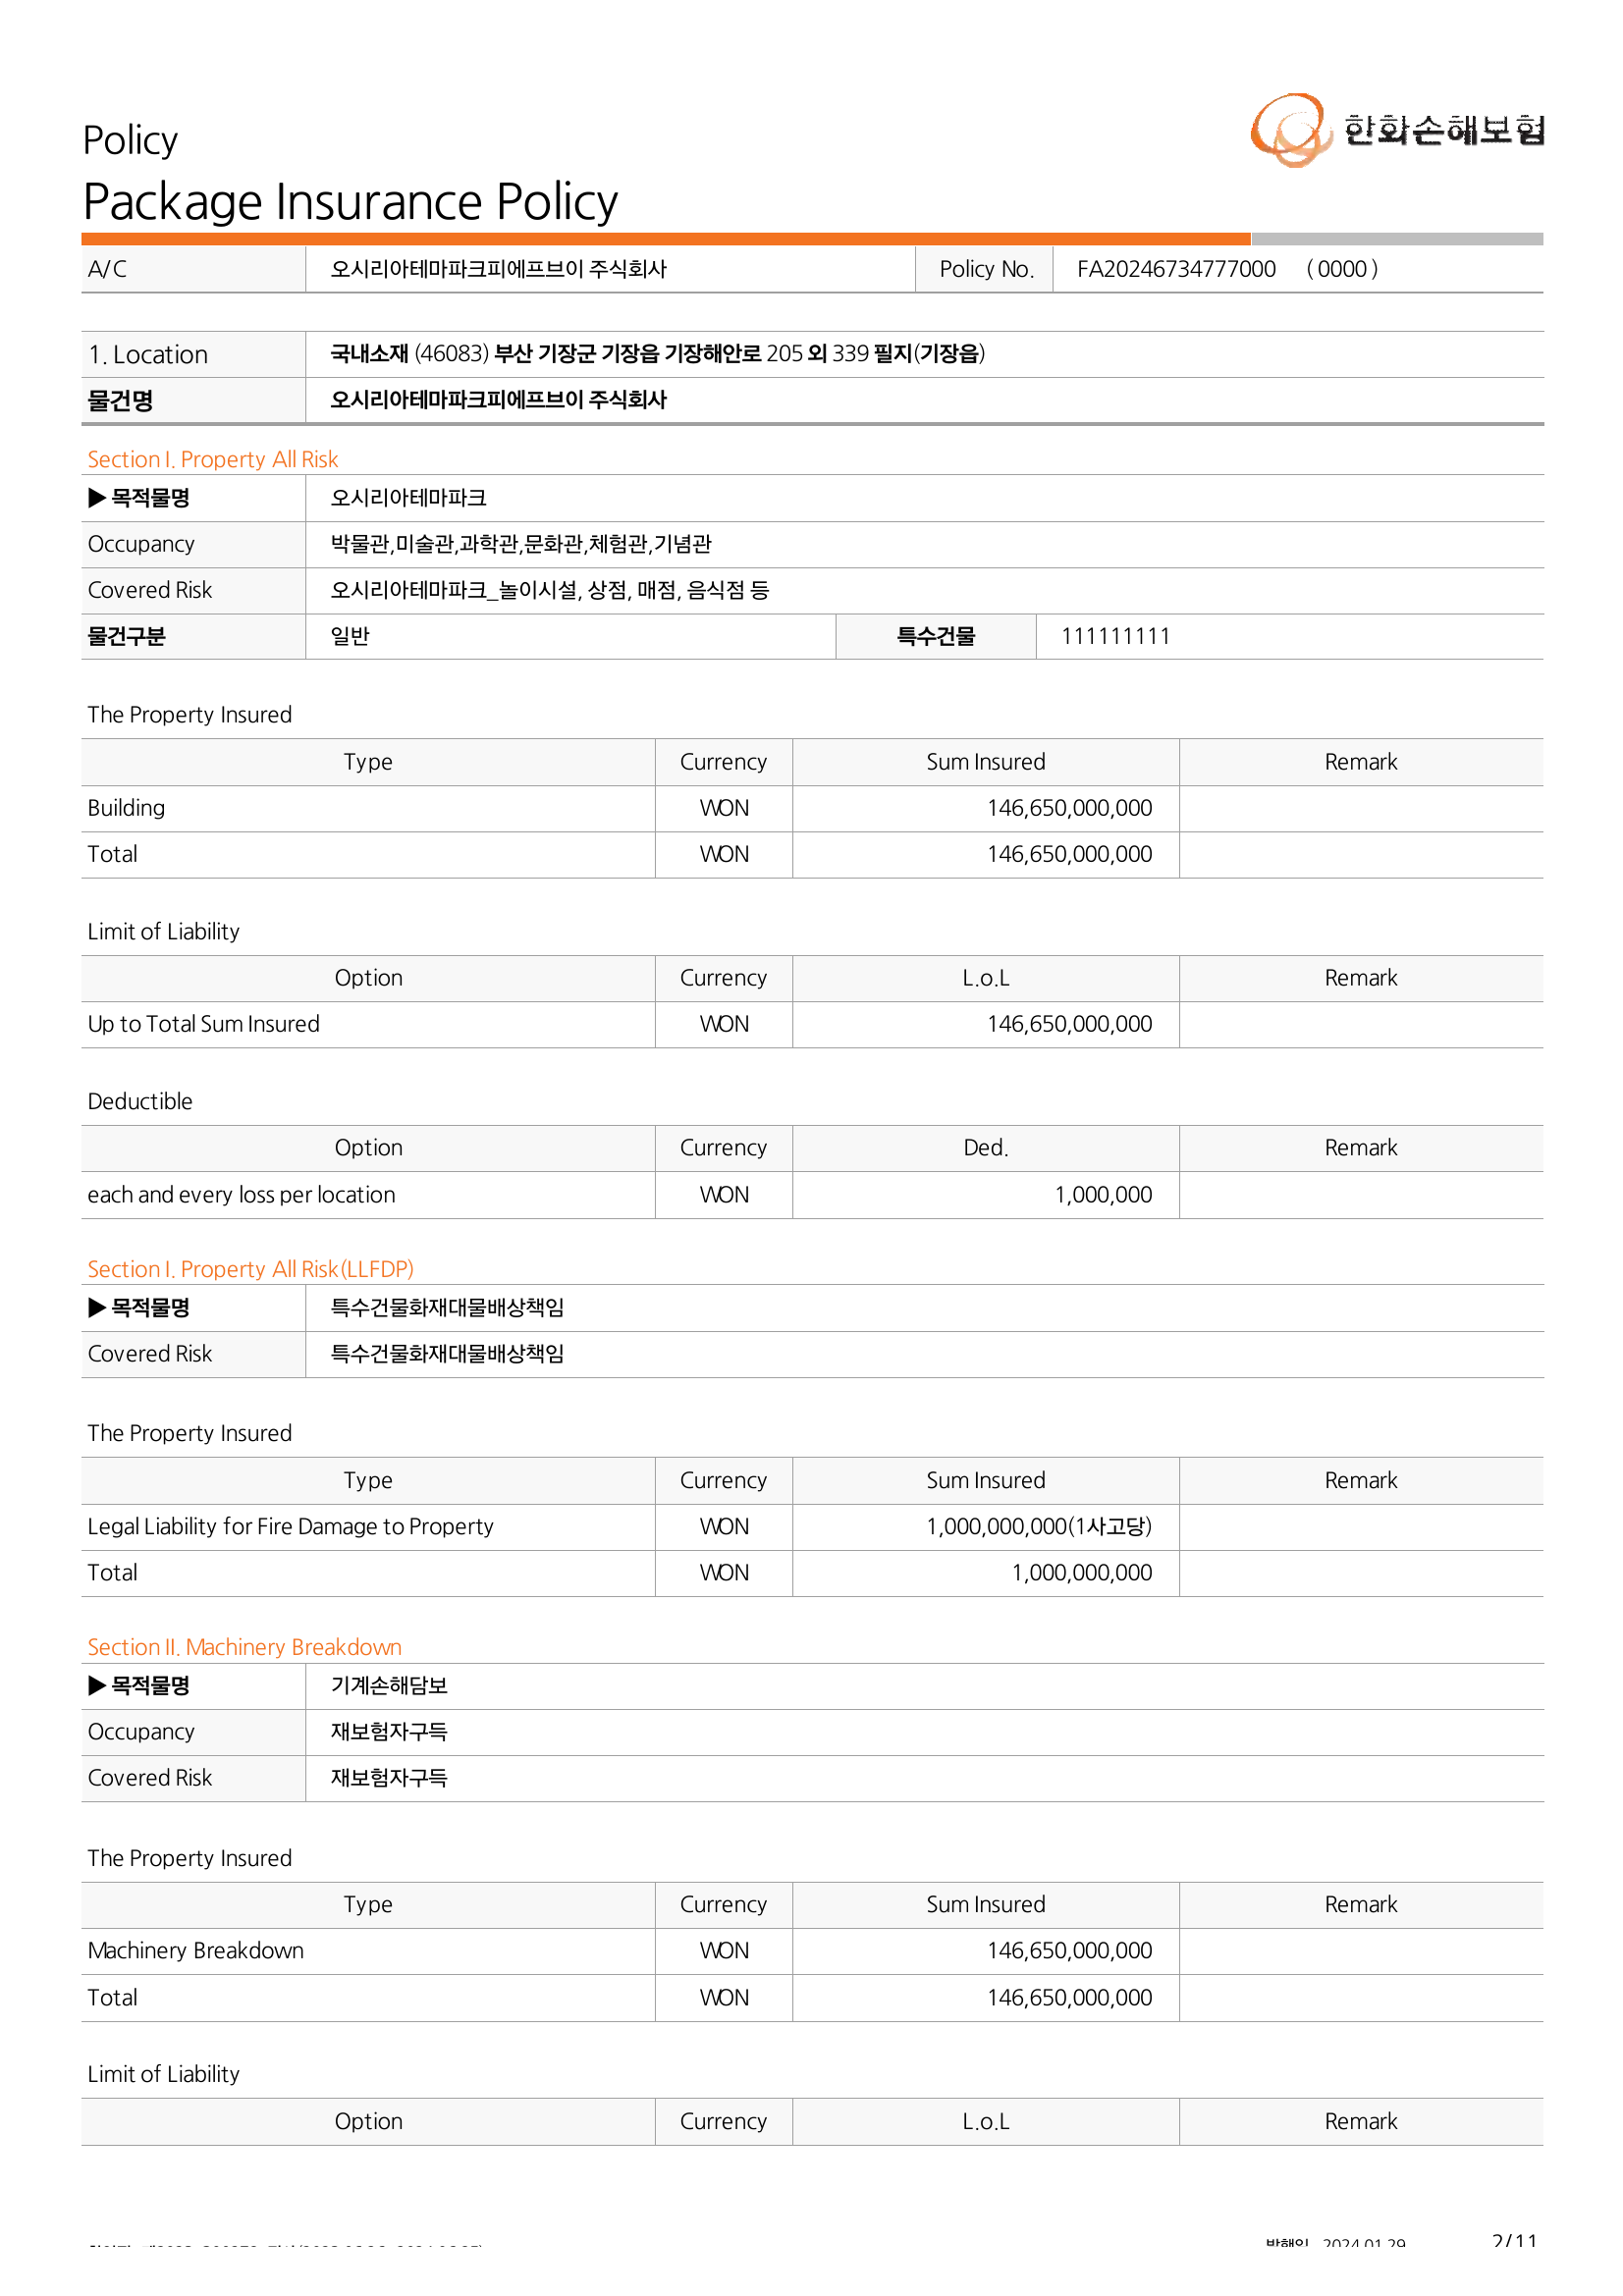 Policy
한화손해보험
Package Insurance Policy
A/C 오시리아테마파크피에프브이 주식회사 Policy No. FA20246734777000 ( 0000 )
1. Location 국내소재 (46083) 부산 기장군 기장읍 기장해안로 205 외 339 필지(기장읍)
물건명 오시리아테마파크피에프브이 주식회사
Section I. Property All Risk
▶ 목적물명 오시리아테마파크
Occupancy 박물관,미술관,과학관,문화관,체험관,기념관
Covered Risk 오시리아테마파크_놀이시설, 상점, 매점, 음식점 등
물건구분 일반 특수건물 111111111
The Property Insured
Type Currency Sum Insured Remark
Building WON 146,650,000,000
Total WON 146,650,000,000
Limit of Liability
Option Currency L.o.L Remark
Up to Total Sum Insured WON 146,650,000,000
Deductible
Option Currency Ded. Remark
each and every loss per location WON 1,000,000
Section I. Property All Risk(LLFDP)
▶ 목적물명 특수건물화재대물배상책임
Covered Risk 특수건물화재대물배상책임
The Property Insured
Type Currency Sum Insured Remark
Legal Liability for Fire Damage to Property WON 1,000,000,000(1사고당)
Total WON 1,000,000,000
Section II. Machinery Breakdown
▶ 목적물명 기계손해담보
Occupancy 재보험자구득
Covered Risk 재보험자구득
The Property Insured
Type Currency Sum Insured Remark
Machinery Breakdown WON 146,650,000,000
Total WON 146,650,000,000
Limit of Liability
Option Currency L.o.L Remark
발행일 2024.01.29 2/11